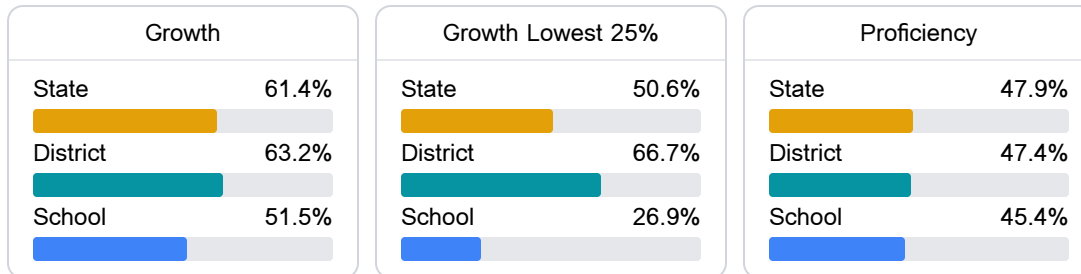 Growth
State 61.4%
District 63.2%
School 51.5%
Growth Lowest 25%
State 50.6%
District 66.7%
School 26.9%
Proficiency
State 47.9%
District 47.4%
School 45.4%